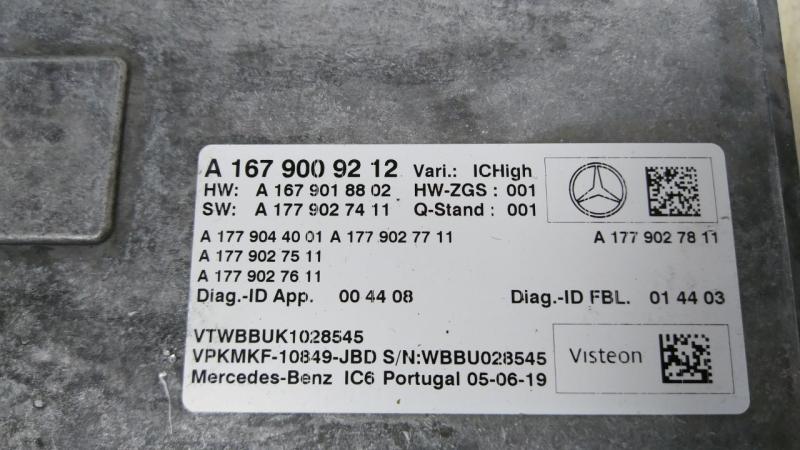 A 167 900 92 12 Vari.: ICHigh
HW: A 167 901 88 02 HW-ZGS : 001
SW: A 177 902 74 11 Q-Stand : 001
A 177 904 40 01 A 177 902 77 11 A 177 902 78 11
A 177 902 75 11
A 177 902 76 11
Diag.-ID App. 00 44 08 Diag.-ID FBL. 01 44 03
VTWBBUK1028545
VPKMKF-10849-JBD S/N:WBBU028545
Visteon
Mercedes-Benz IC6 Portugal 05-06-19